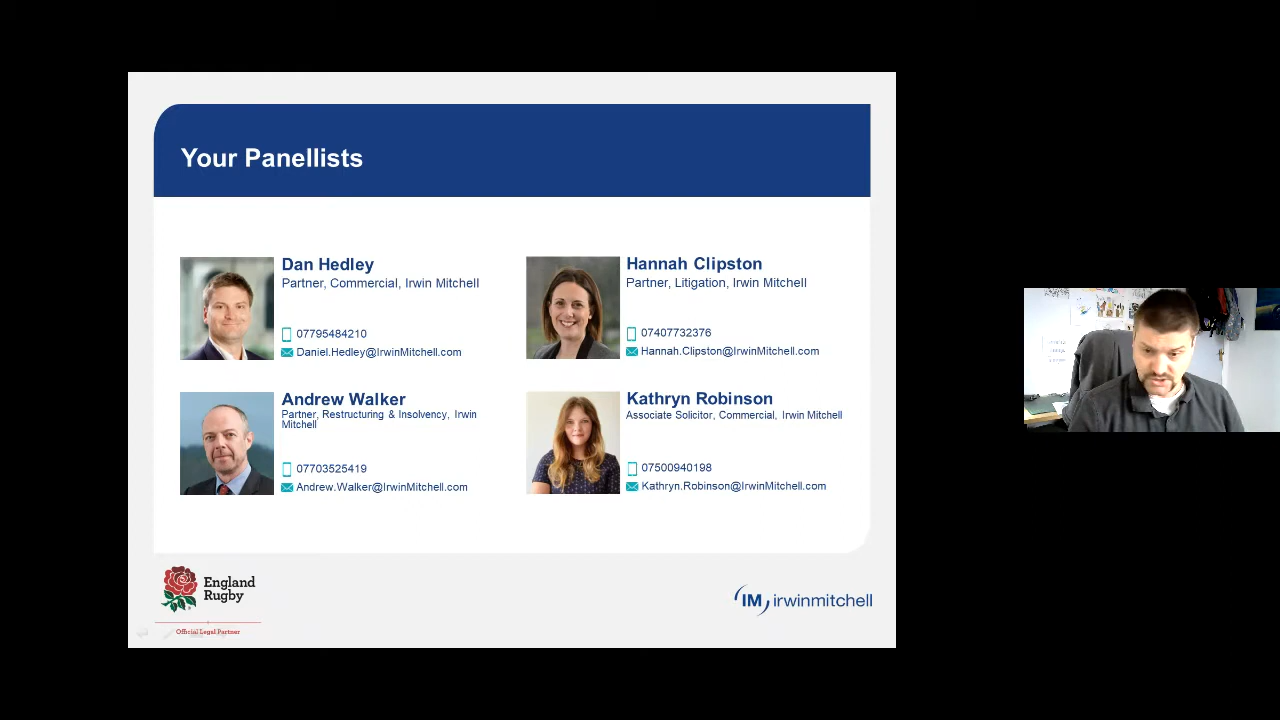 Your Panellists
Dan Hedley
Partner, Commercial, Irwin Mitchell
07795484210
Daniel.Hedley@IrwinMitchell.com
Hannah Clipston
Partner, Litigation, Irwin Mitchell
07407732376
Hannah.Clipston@IrwinMitchell.com
Andrew Walker
Partner, Restructuring & Insolvency, Irwin
Mitchell
07703525419
Andrew.Walker@IrwinMitchell.com
Kathryn Robinson
Associate Solicitor, Commercial, Irwin Mitchell
07500940198
Kathryn.Robinson@IrwinMitchell.com
England
Rugby
Official Legal Partner
IM irwinmitchell